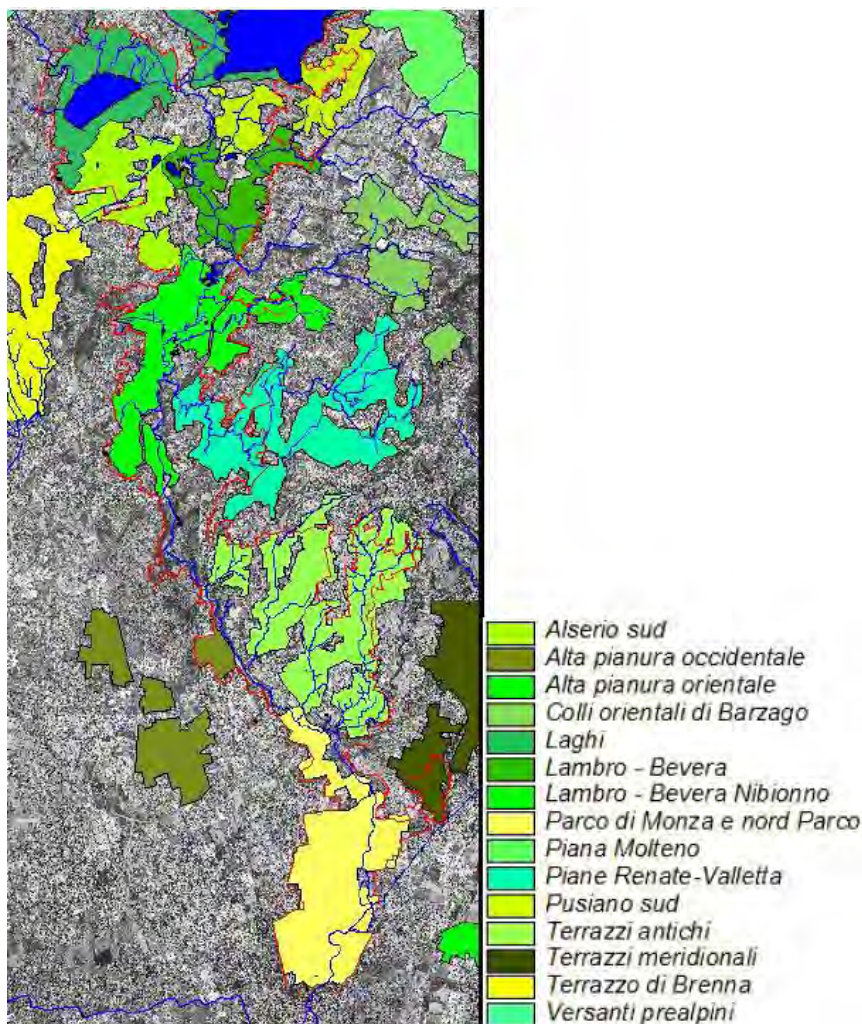 Alserio sud
Alta pianura occidentale
Alta pianura orientale
Colli orientali di Barzago
Laghi
Lambro - Bevera
Lambro - Bevera Nibionno
Parco di Monza e nord Parco
Piana Molteno
Piane Renate-Valletta
Pusiano sud
Terrazzi antichi
Terrazzi meridionali
Terrazzo di Brenna
Versanti prealpini